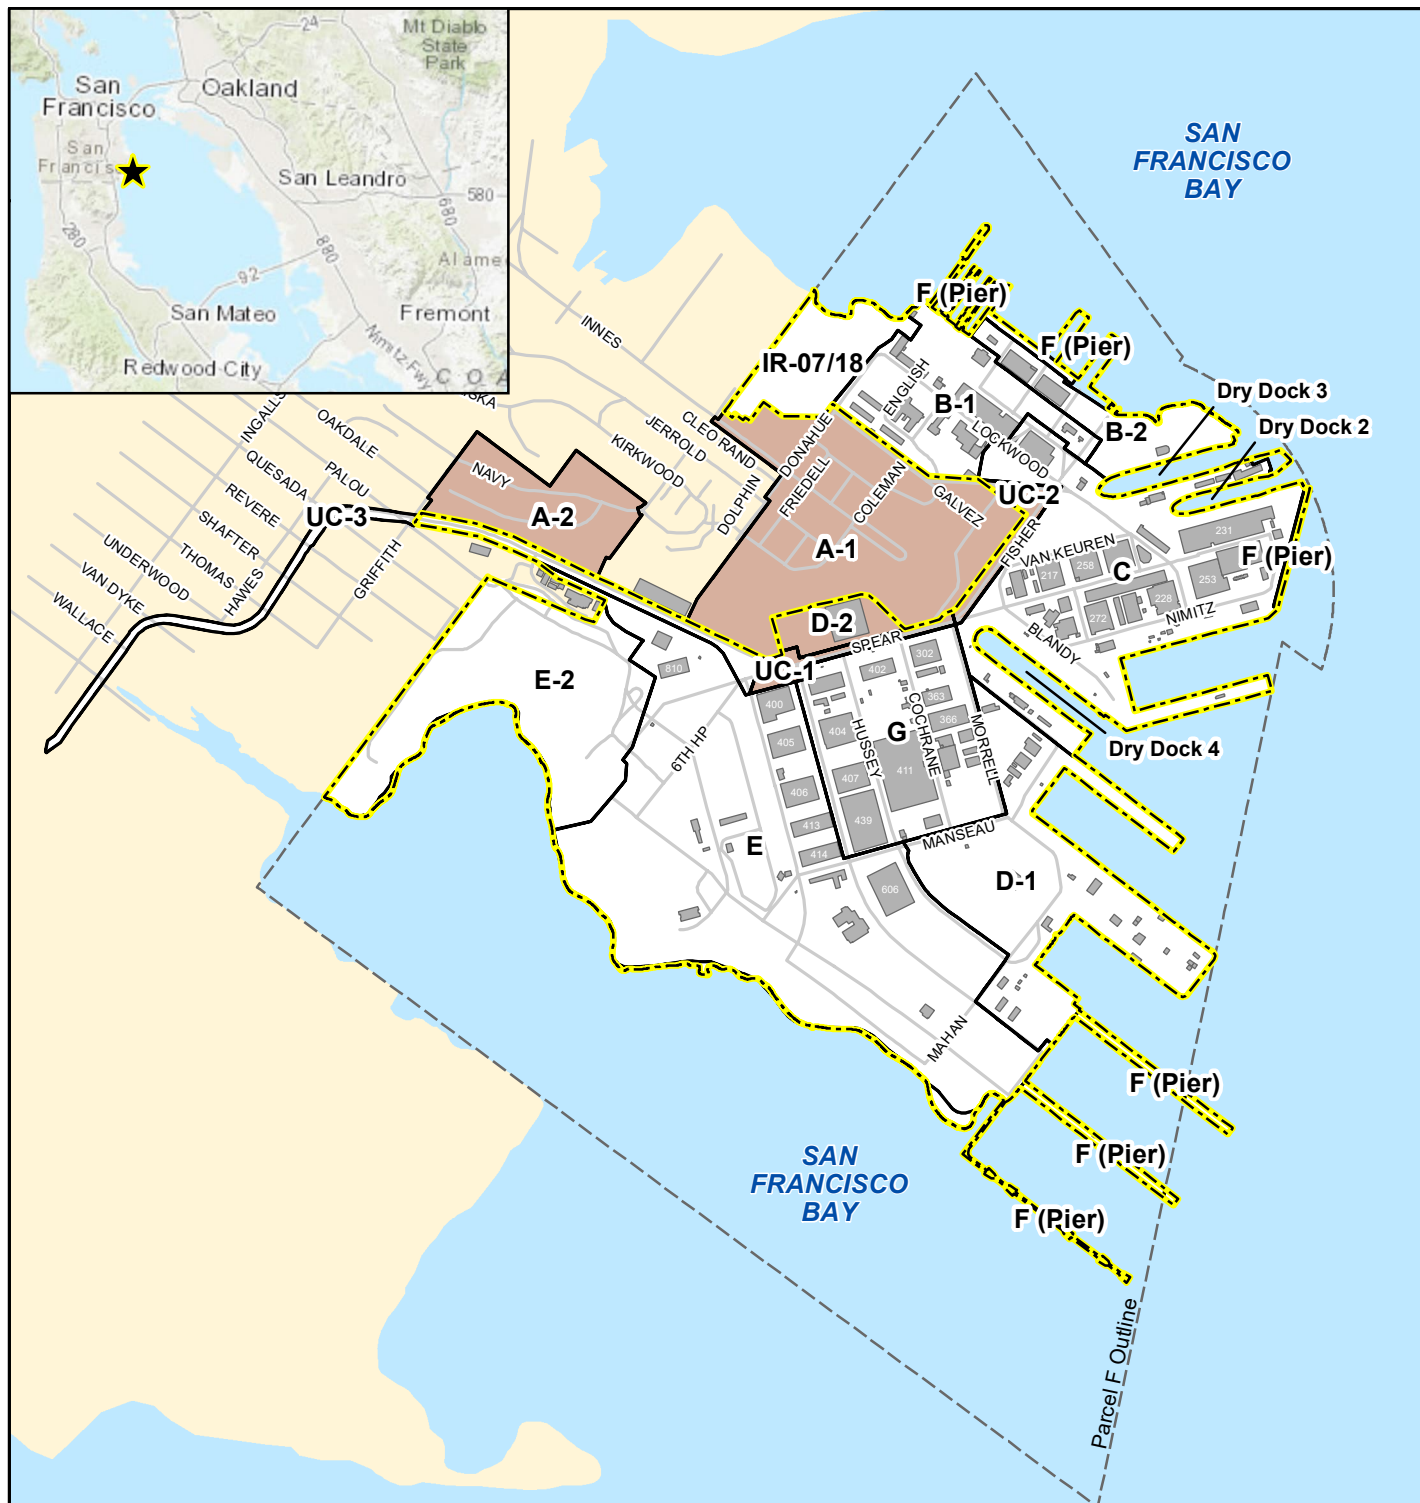 24
Mt Diablo
State
Park
San
Francisco
Oakland
San
Francis
San Leandro
580
680
280
880
Alame
92
San Mateo
Fremont
Nimitz Fwy
Redwood City
C O A
SAN
FRANCISCO
BAY
F (Pier)
INNES
F (Pier)
IR-07/18
ENGLISH
B-1
Dry Dock 3
SKA
INGALLS
OAKDALE
CLEO RAND
JERROLD
KIRKWOOD
DONAHUE
LOCKWOOD
B-2
Dry Dock 2
QUESADA
PALOU
NAVY
DOLPHIN
FRIEDELL
COLEMAN
GALVEZ
UC-2
REVERE
UC-3
A-2
SHAFTER
FISHER
231
UNDERWOOD
THOMAS
HAWES
GRIFFITH
A-1
VAN KEUREN
258
217
C
253
F (Pier)
VAN DYKE
WALLACE
228
272
NIMITZ
D-2
SPEAR
BLANDY
302
402
810
UC-1
E-2
400
363
366
404
405
HUSSEY
G
COCHRANE
MORRELL
6TH HP
Dry Dock 4
411
407
406
439
413
414
MANSEAU
E
D-1
606
MAHAN
F (Pier)
F (Pier)
F (Pier)
SAN
FRANCISCO
BAY
Parcel F Outline